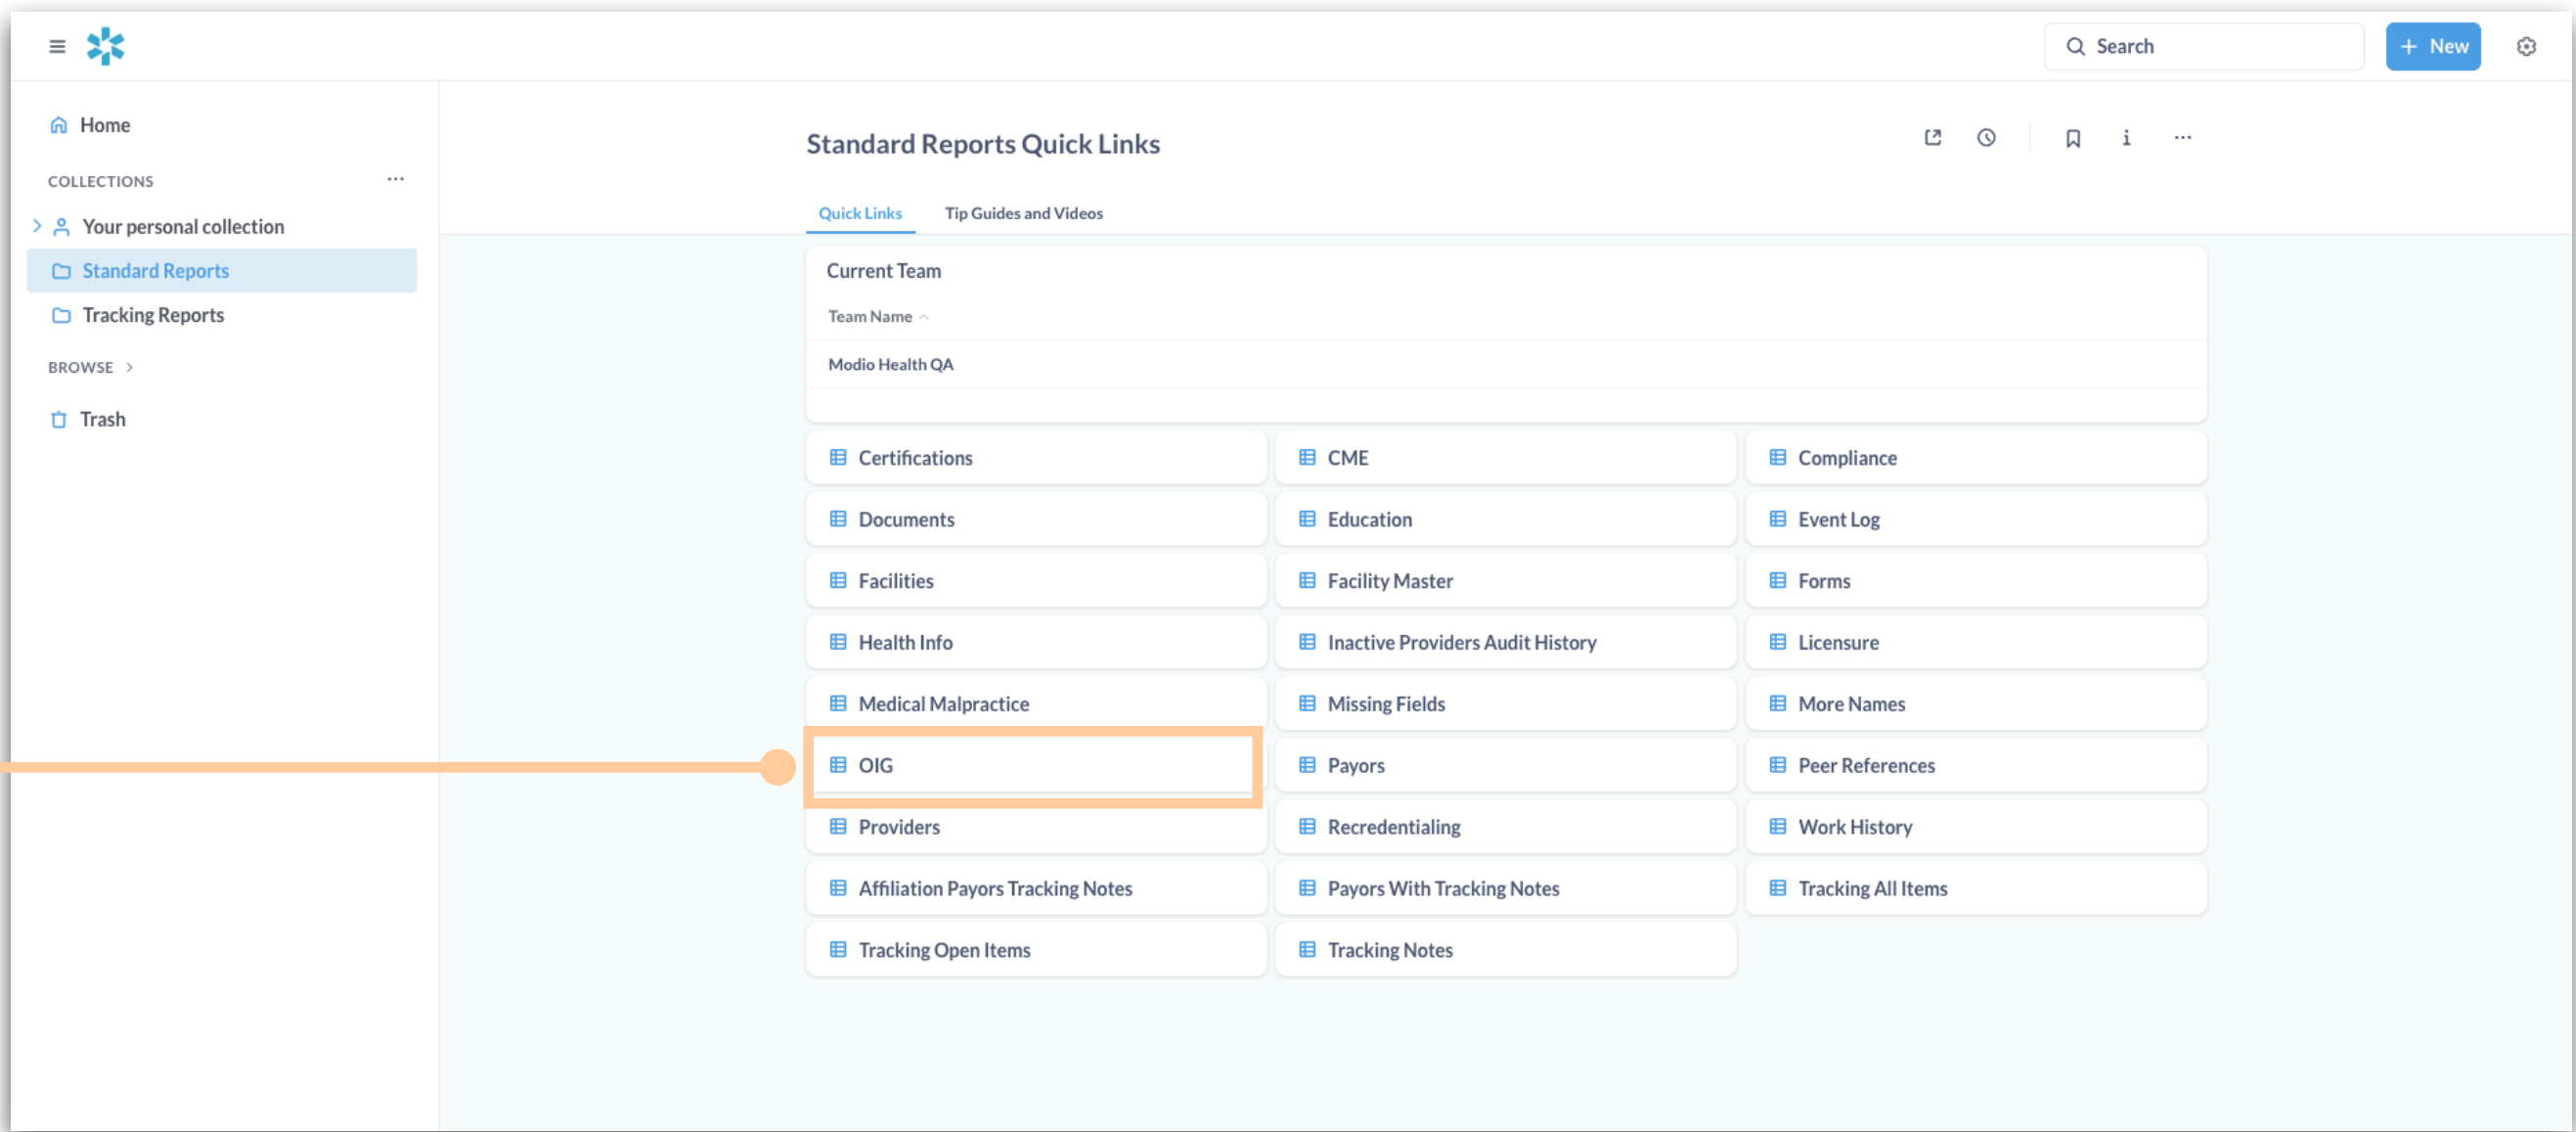 Search
+ New
Home
COLLECTIONS
Your personal collection
Standard Reports
Tracking Reports
BROWSE
Trash
Standard Reports Quick Links
Quick Links Tip Guides and Videos
Current Team
Team Name
Modio Health QA
Certifications CME Compliance
Documents Education Event Log
Facilities Facility Master Forms
Health Info Inactive Providers Audit History Licensure
Medical Malpractice Missing Fields More Names
OIG Payors Peer References
Providers Recredentialing Work History
Affiliation Payors Tracking Notes Payors With Tracking Notes Tracking All Items
Tracking Open Items Tracking Notes